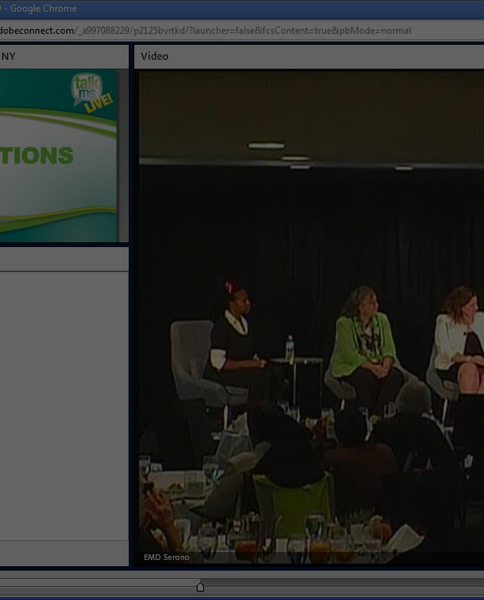 - Google Chrome
dobeconnect.com/_a997088229/p2125bvrtkd/?launcher=false&fcsContent=true&pbMode=normal
NY
Video
talk
ms
LIVE!
TIONS
EMD Serono